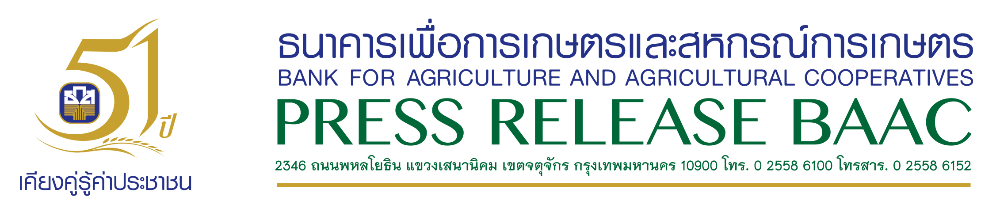 51
ธกส
ปี
เคียงคู่รู้ค่าประชาชน
ธนาคารเพื่อการเกษตรและสหกรณ์การเกษตร
BANK FOR AGRICULTURE AND AGRICULTURAL COOPERATIVES
PRESS RELEASE BAAC
2346 ถนนพหลโยธิน แขวงเสนานิคม เขตจตุจักร กรุงเทพมหานคร 10900 โทร. 0 2558 6100 โทรสาร. 0 2558 6152